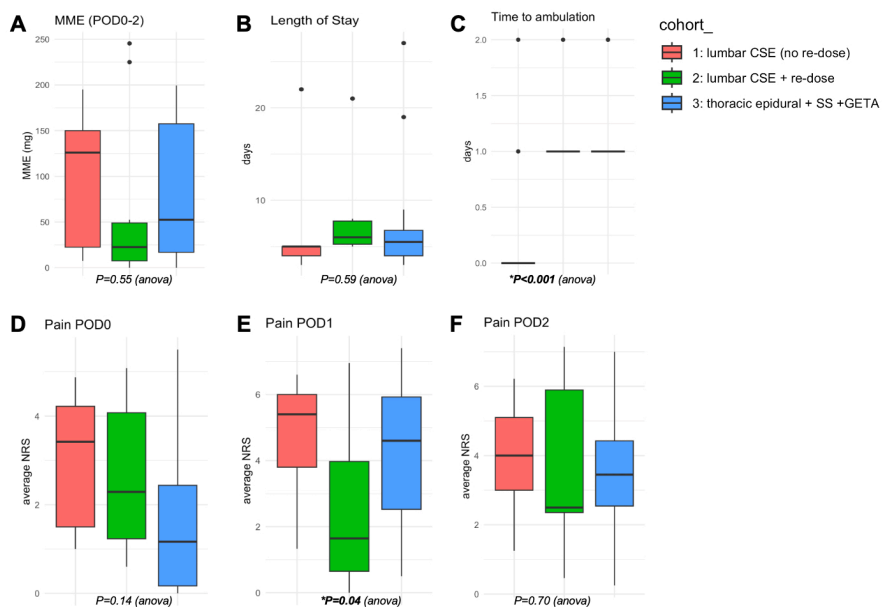 A MME (POD0-2)
MME (mg)
250
200
150
100
50
0
P=0.55 (anova)
B Length of Stay
days
20
10
P=0.59 (anova)
C Time to ambulation
days
2.0
1.5
1.0
0.5
0.0
*P<0.001 (anova)
cohort_
1: lumbar CSE (no re-dose)
2: lumbar CSE + re-dose
3: thoracic epidural + SS +GETA
D Pain POD0
average NRS
4
2
0
P=0.14 (anova)
E Pain POD1
average NRS
6
4
2
0
*P=0.04 (anova)
F Pain POD2
average NRS
6
4
2
0
P=0.70 (anova)